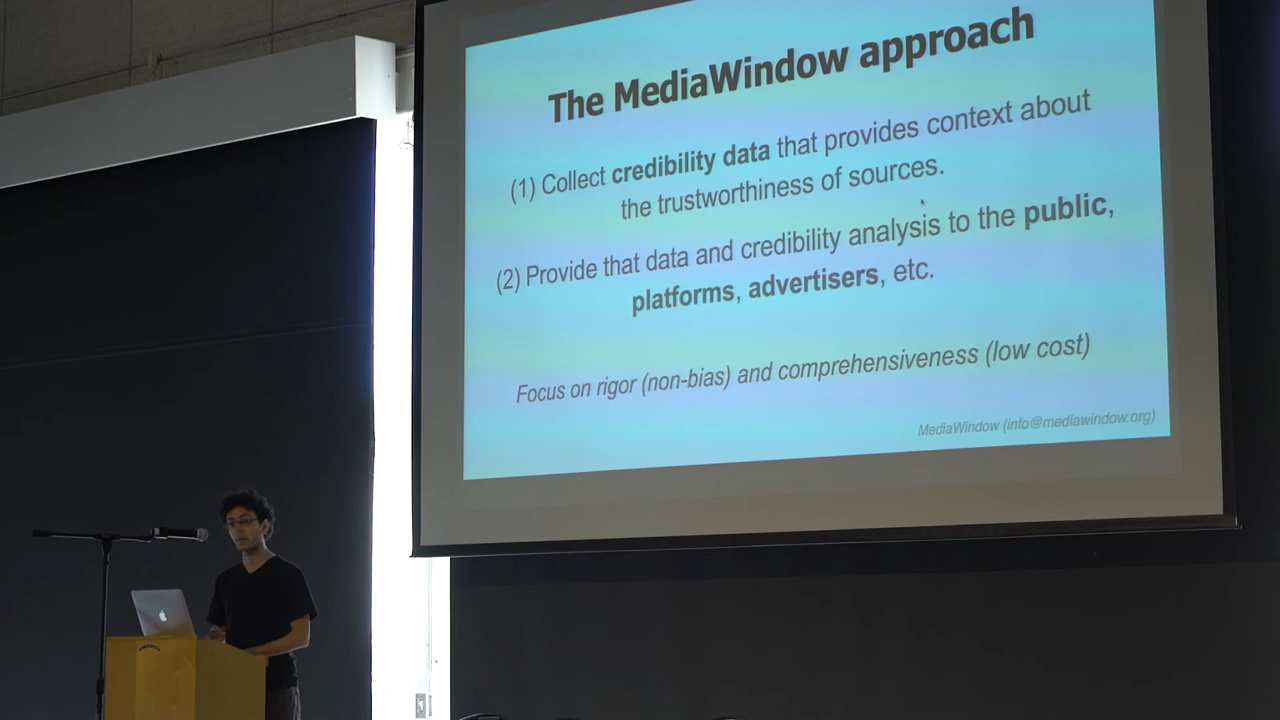 The MediaWindow approach
(1) Collect credibility data that provides context about
the trustworthiness of sources.
(2) Provide that data and credibility analysis to the public,
platforms, advertisers, etc.
Focus on rigor (non-bias) and comprehensiveness (low cost)
MediaWindow (info@mediawindow.org)